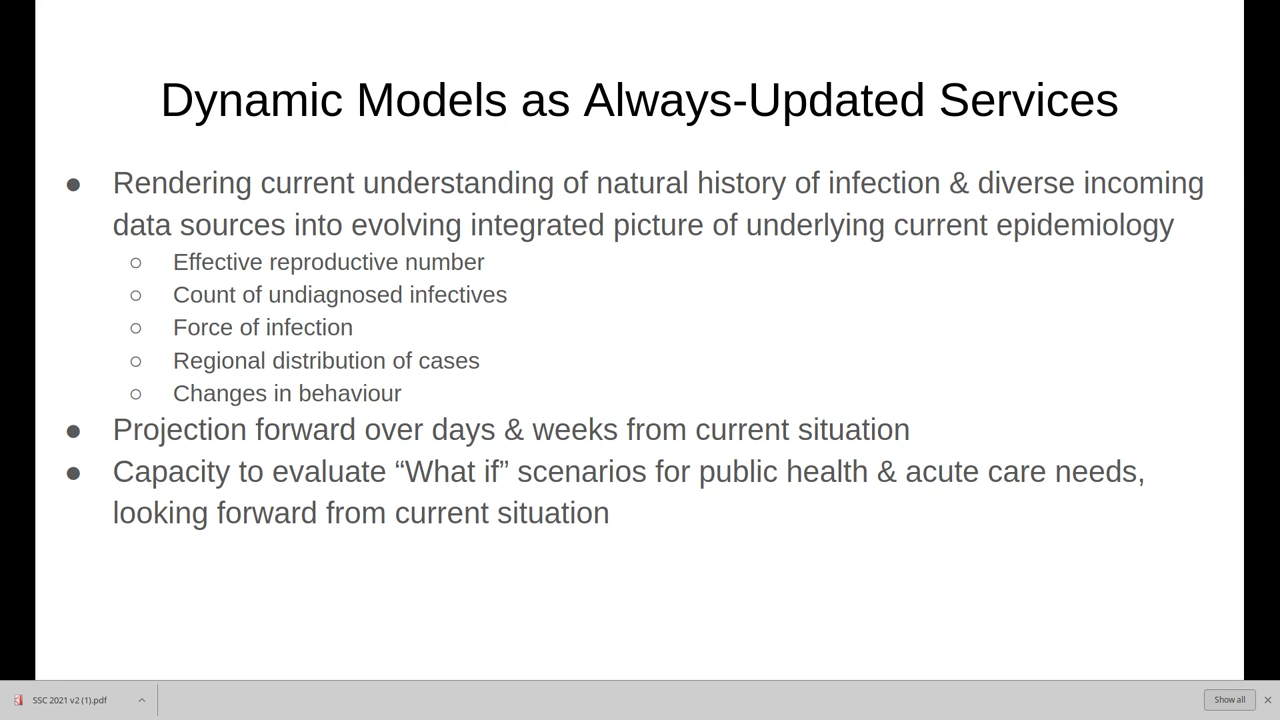 Dynamic Models as Always-Updated Services
● Rendering current understanding of natural history of infection & diverse incoming
data sources into evolving integrated picture of underlying current epidemiology
○ Effective reproductive number
○ Count of undiagnosed infectives
○ Force of infection
○ Regional distribution of cases
○ Changes in behaviour
● Projection forward over days & weeks from current situation
● Capacity to evaluate “What if” scenarios for public health & acute care needs,
looking forward from current situation
SSC 2021 v2 (1).pdf
Show all